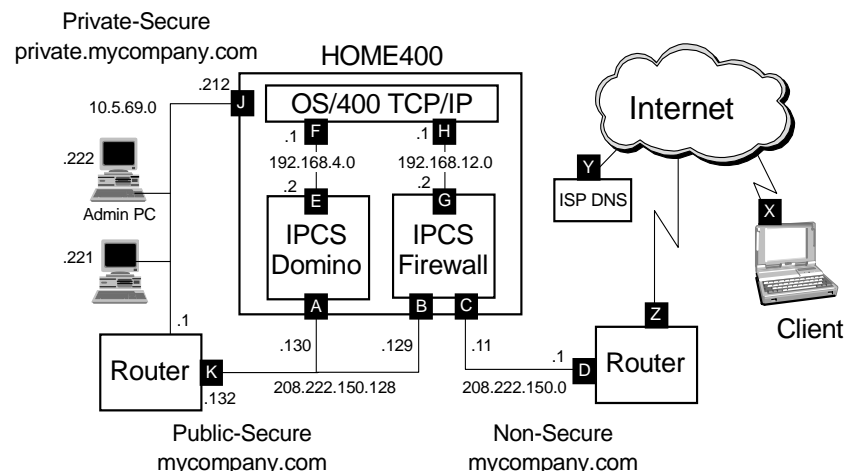 Private-Secure
private.mycompany.com
HOME400
.212
J
OS/400 TCP/IP
10.5.69.0
Internet
.1
F
.1
H
.222
192.168.4.0
192.168.12.0
Y
.2
E
.2
G
ISP DNS
Admin PC
X
IPCS
Domino
IPCS
Firewall
.221
A
B
C
Z
Client
.1
.130
.129
.11
.1
Router
K
D
Router
.132
208.222.150.128
208.222.150.0
Public-Secure
mycompany.com
Non-Secure
mycompany.com